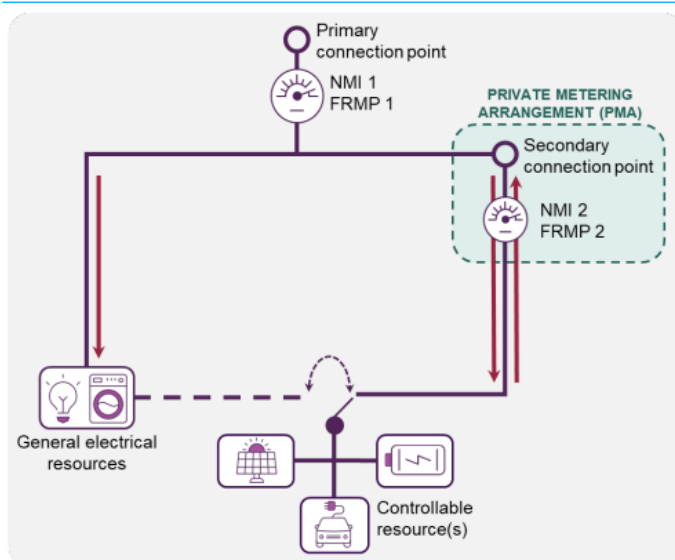 Primary
connection point
NMI 1
FRMP 1
PRIVATE METERING
ARRANGEMENT (PMA)
Secondary
connection point
NMI 2
FRMP 2
General electrical
resources
Controllable
resource(s)